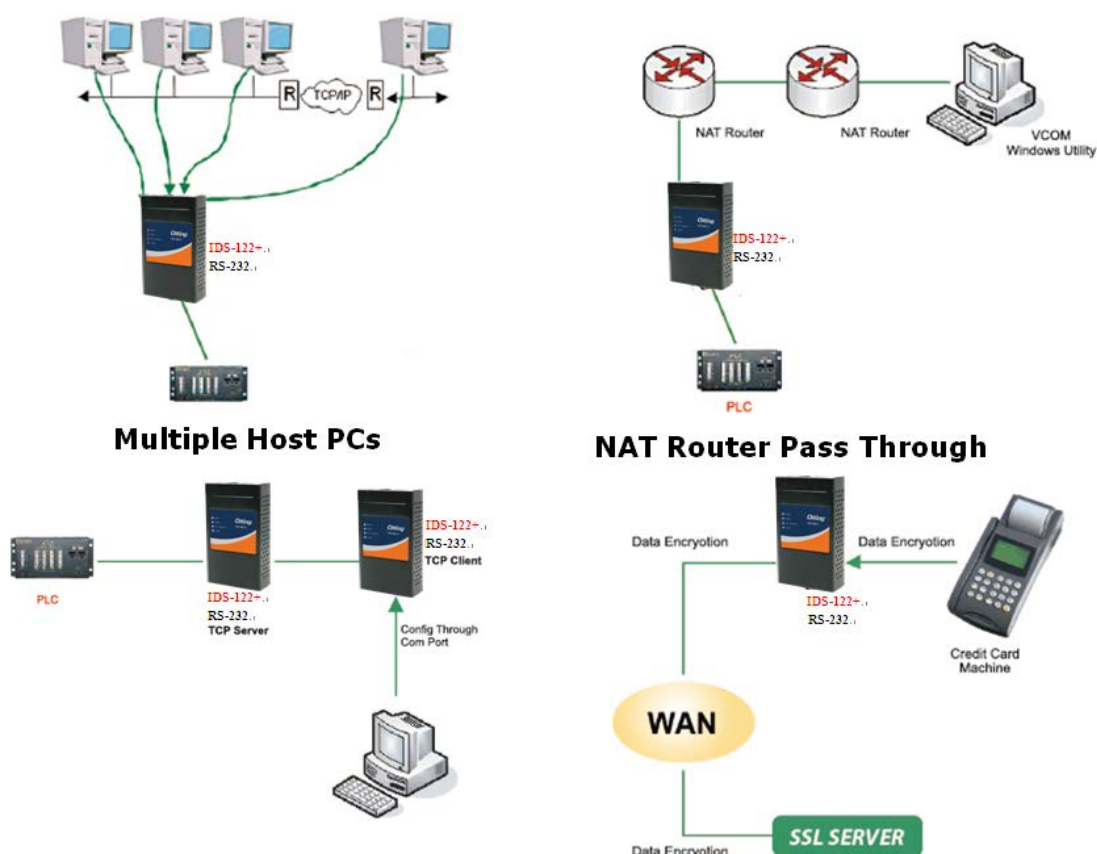 R TCP/IP R
IDS-122+
RS-232
ORing
Multiple Host PCs
NAT Router
NAT Router
VCOM
Windows Utility
IDS-122+
RS-232
PLC
NAT Router Pass Through
PLC
IDS-122+
RS-232
TCP Server
IDS-122+
RS-232
TCP Client
Config Through
Com Port
Data Encryotion
Data Encryotion
IDS-122+
RS-232
Credit Card
Machine
WAN
SSL SERVER
Data Encryotion